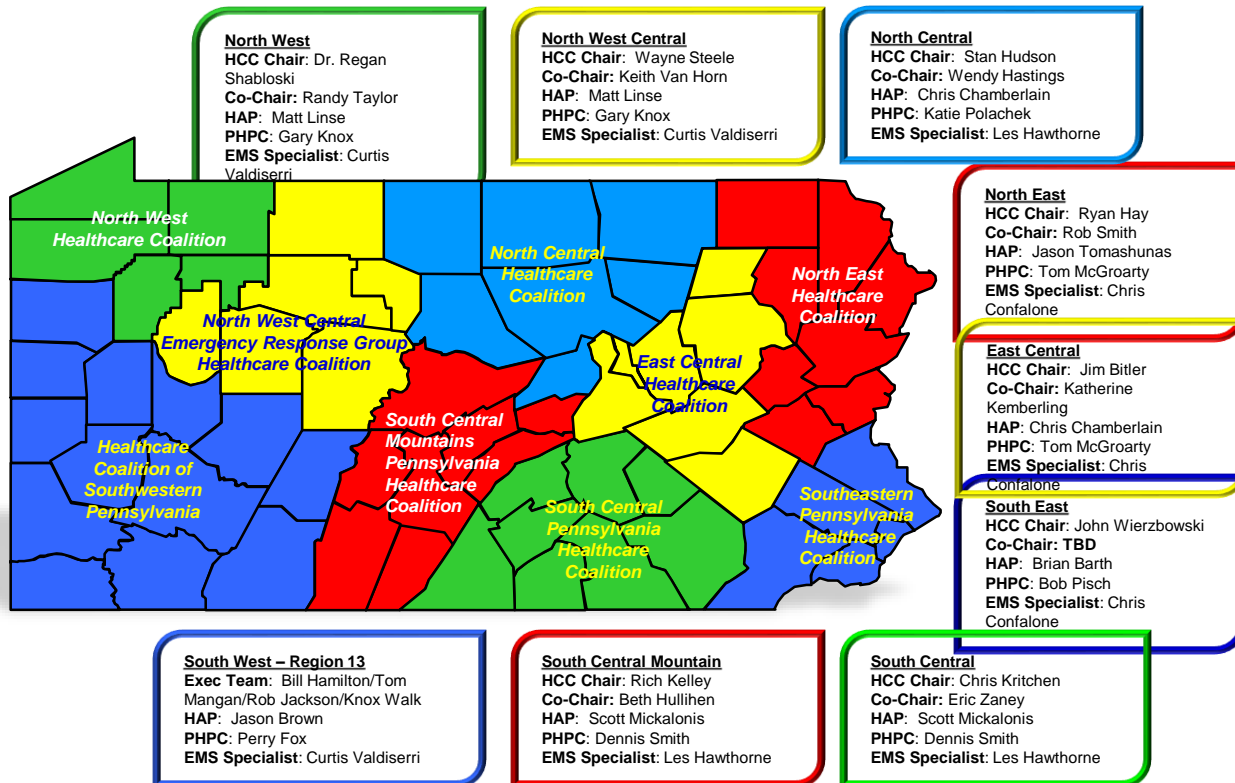 North West
HCC Chair: Dr. Regan
Shabloski
Co-Chair: Randy Taylor
HAP: Matt Linse
PHPC: Gary Knox
EMS Specialist: Curtis
Valdiserri
North West Central
HCC Chair: Wayne Steele
Co-Chair: Keith Van Horn
HAP: Matt Linse
PHPC: Gary Knox
EMS Specialist: Curtis Valdiserri
North Central
HCC Chair: Stan Hudson
Co-Chair: Wendy Hastings
HAP: Chris Chamberlain
PHPC: Katie Polachek
EMS Specialist: Les Hawthorne
North East
HCC Chair: Ryan Hay
Co-Chair: Rob Smith
HAP: Jason Tomashunas
PHPC: Tom McGroarty
EMS Specialist: Chris
Confalone
East Central
HCC Chair: Jim Bitler
Co-Chair: Katherine
Kemberling
HAP: Chris Chamberlain
PHPC: Tom McGroarty
EMS Specialist: Chris
Confalone
South East
HCC Chair: John Wierzbowski
Co-Chair: TBD
HAP: Brian Barth
PHPC: Bob Pisch
EMS Specialist: Chris
Confalone
North West
Healthcare Coalition
North Central
Healthcare
Coalition
North East
Healthcare
Coalition
North West Central
Emergency Response Group
Healthcare Coalition
East Central
Healthcare
Coalition
South Central
Mountains
Pennsylvania
Healthcare
Coalition
Healthcare
Coalition of
Southwestern
Pennsylvania
South Central
Pennsylvania
Healthcare
Coalition
Southeastern
Pennsylvania
Healthcare
Coalition
South West – Region 13
Exec Team: Bill Hamilton/Tom
Mangan/Rob Jackson/Knox Walk
HAP: Jason Brown
PHPC: Perry Fox
EMS Specialist: Curtis Valdiserri
South Central Mountain
HCC Chair: Rich Kelley
Co-Chair: Beth Hullihen
HAP: Scott Mickalonis
PHPC: Dennis Smith
EMS Specialist: Les Hawthorne
South Central
HCC Chair: Chris Kritchen
Co-Chair: Eric Zaney
HAP: Scott Mickalonis
PHPC: Dennis Smith
EMS Specialist: Les Hawthorne